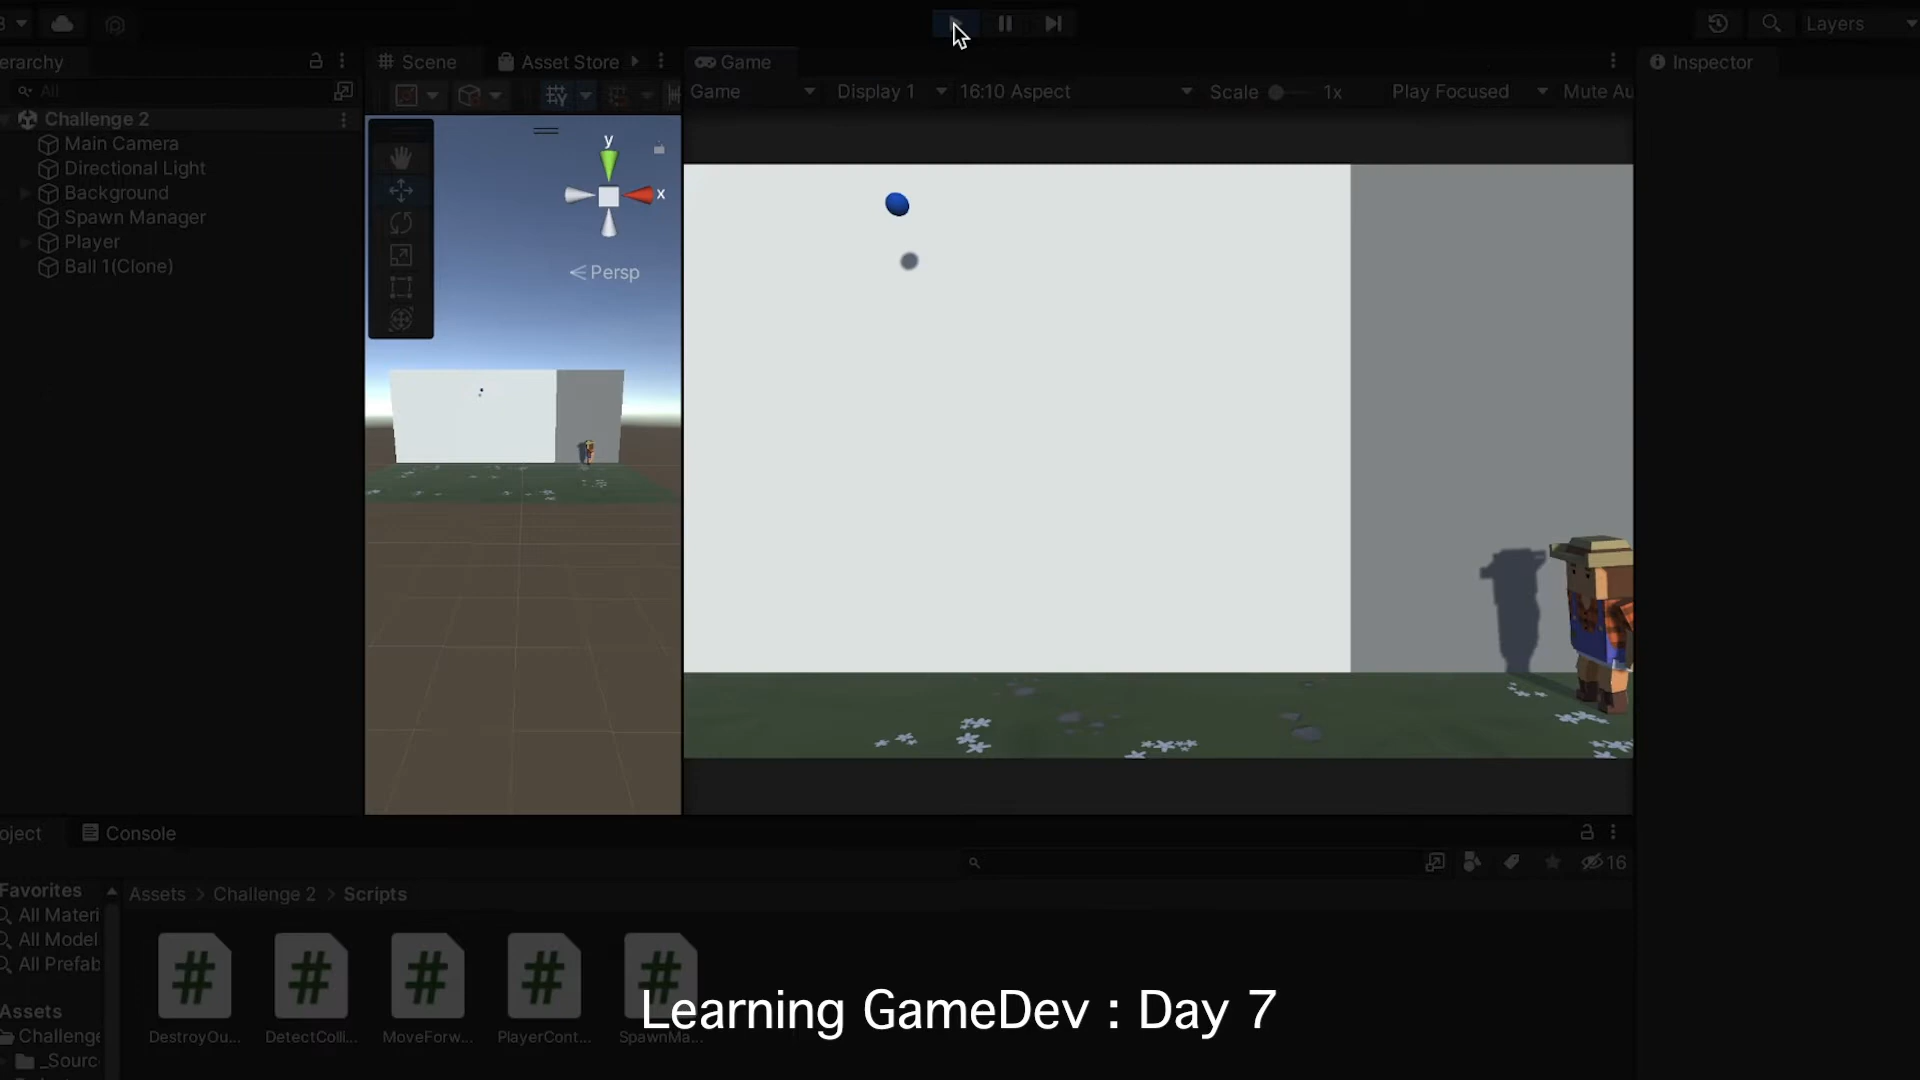 Layers
erarchy
Scene
Asset Store
Game
Inspector
All
Game
Display 1
16:10 Aspect
Scale
1x
Play Focused
Mute Au
Challenge 2
Main Camera
Directional Light
Background
Spawn Manager
Player
Ball 1(Clone)
y
x
Persp
oject
Console
16
Favorites
All Materi
All Model
All Prefab
Assets
Challenge
_Sourc
Assets > Challenge 2 > Scripts
DestroyOu...
DetectColli...
MoveForw...
PlayerCont...
SpawnMa...
Learning GameDev : Day 7